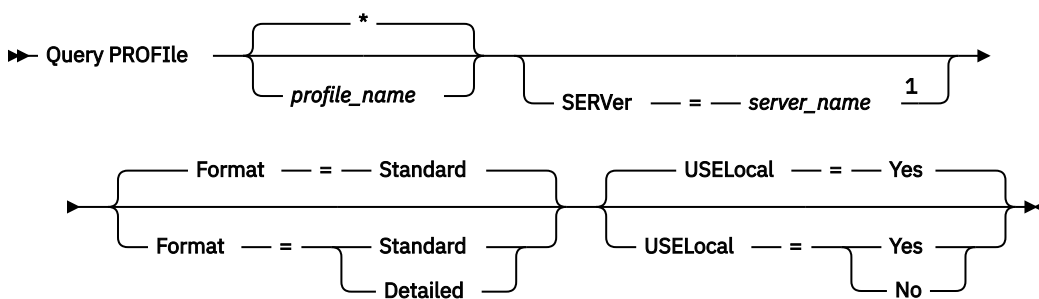 *
Query PROFIle
profile_name
SERVer = server_name 1
Format = Standard USELocal = Yes
Format = Standard USELocal = Yes
Detailed No